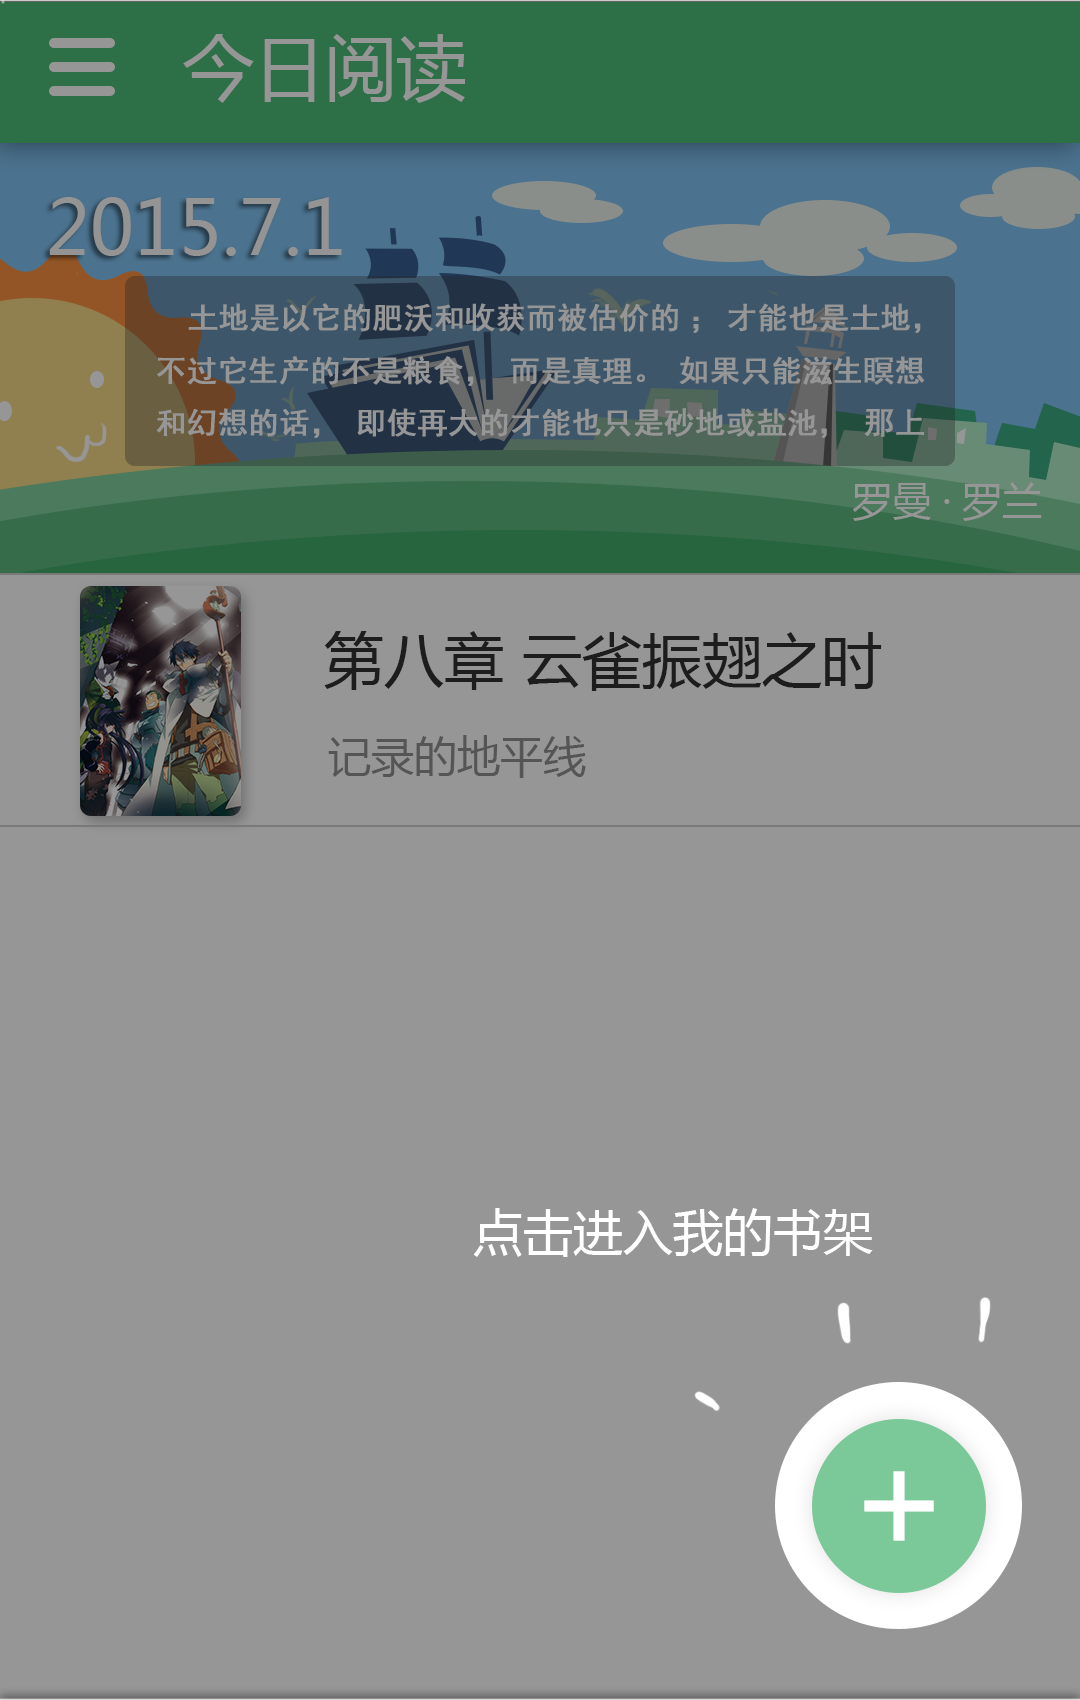 今日阅读
2015.7.1
土地是以它的肥沃和收获而被估价的；才能也是土地，
不过它生产的不是粮食，而是真理。如果只能滋生瞑想
和幻想的话，即使再大的才能也只是砂地或盐池，那上
罗曼·罗兰
第八章 云雀振翅之时
记录的地平线
点击进入我的书架